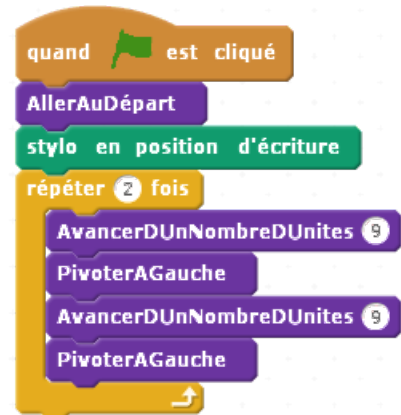 quand est cliqué
AllerAuDépart
stylo en position d'écriture
répéter 2 fois
AvancerDUnNombreDUnites 9
PivoterAGauche
AvancerDUnNombreDUnites 9
PivoterAGauche